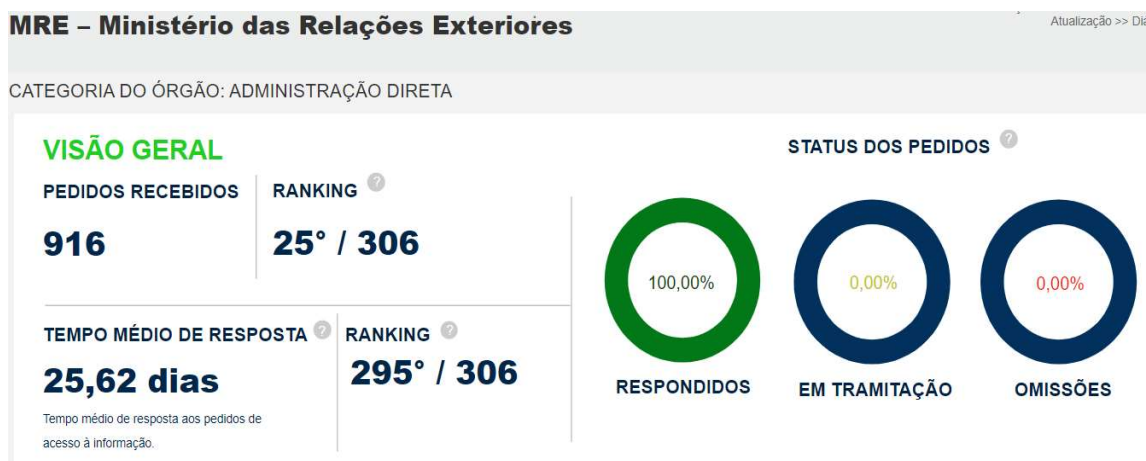 MRE – Ministério das Relações Exteriores
Atualização >>
CATEGORIA DO ÓRGÃO: ADMINISTRAÇÃO DIRETA
VISÃO GERAL
PEDIDOS RECEBIDOS
RANKING ?
916
25° / 306
TEMPO MÉDIO DE RESPOSTA ?
RANKING ?
25,62 dias
295° / 306
Tempo médio de resposta aos pedidos de
acesso à informação.
STATUS DOS PEDIDOS ?
100,00%
0,00%
0,00%
RESPONDIDOS
EM TRAMITAÇÃO
OMISSÕES